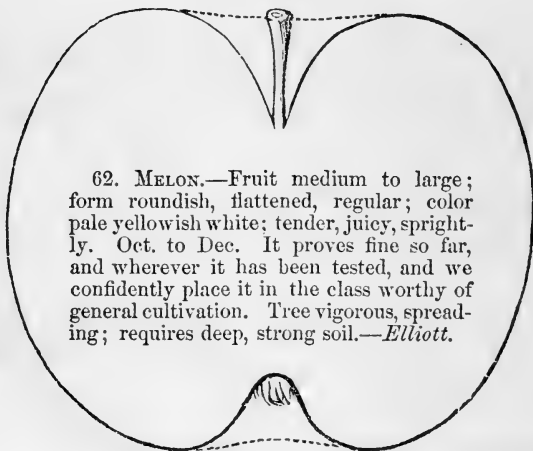 62. MELON.—Fruit medium to large;
form roundish, flattened, regular; color
pale yellowish white; tender, juicy, spright-
ly. Oct. to Dec. It proves fine so far,
and wherever it has been tested, and we
confidently place it in the class worthy of
general cultivation. Tree vigorous, spread-
ing; requires deep, strong soil.—Elliott.